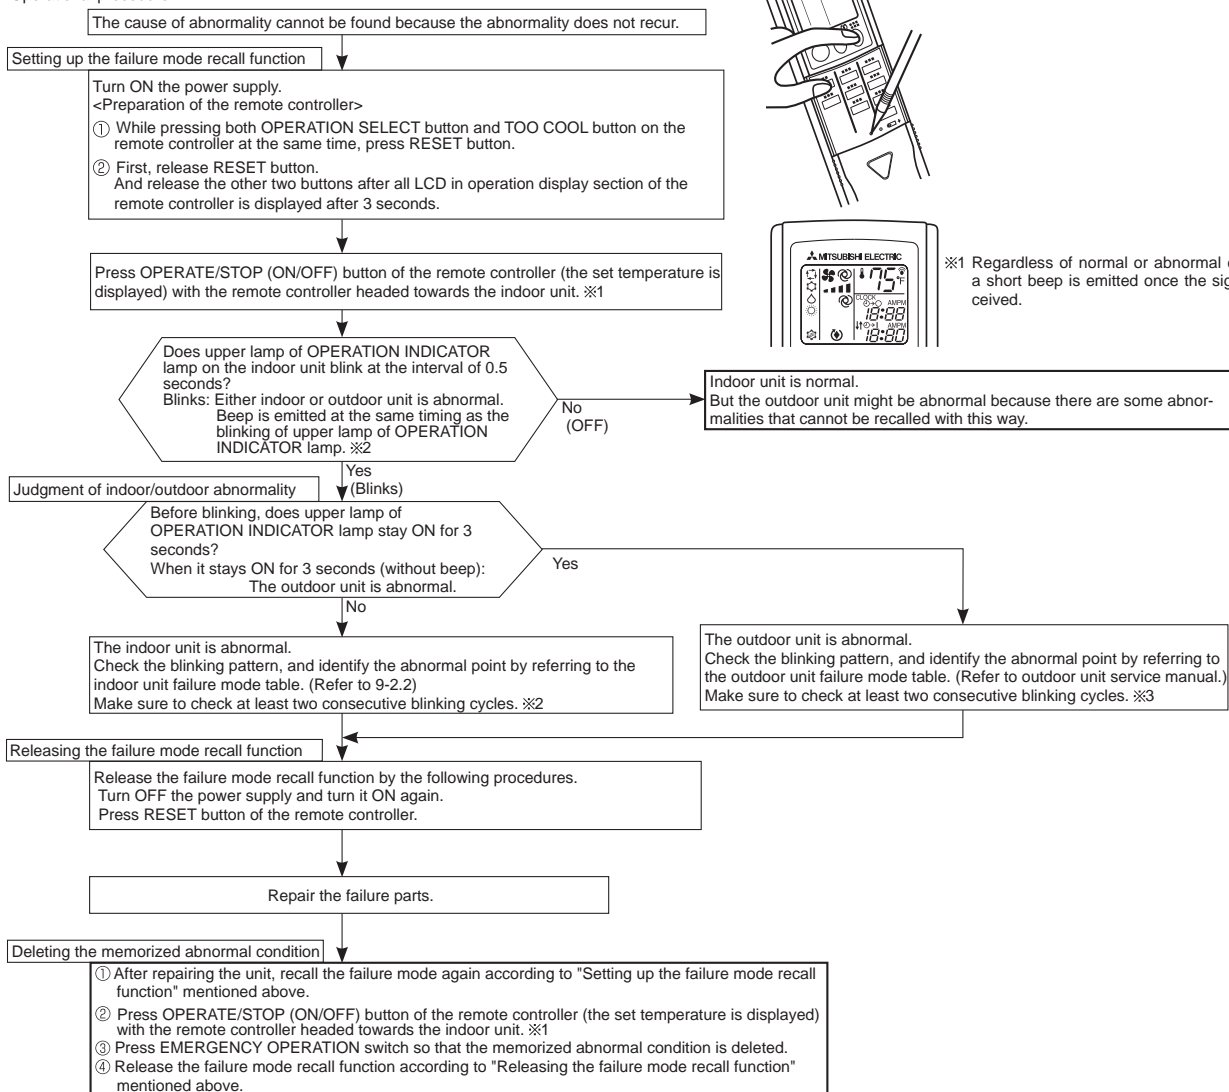 The cause of abnormality cannot be found because the abnormality does not recur.
Setting up the failure mode recall function
Turn ON the power supply.
<Preparation of the remote controller>
① While pressing both OPERATION SELECT button and TOO COOL button on the
remote controller at the same time, press RESET button.
② First, release RESET button.
And release the other two buttons after all LCD in operation display section of the
remote controller is displayed after 3 seconds.
Press OPERATE/STOP (ON/OFF) button of the remote controller (the set temperature is
displayed) with the remote controller headed towards the indoor unit. ※1
MITSUBISHI ELECTRIC
75°F
CLOCK
AMPM
18:88
AMPM
18:80
※1 Regardless of normal or abnormal
a short beep is emitted once the
ceived.
Does upper lamp of OPERATION INDICATOR
lamp on the indoor unit blink at the interval of 0.5
seconds?
Blinks: Either indoor or outdoor unit is abnormal.
Beep is emitted at the same timing as the
blinking of upper lamp of OPERATION
INDICATOR lamp. ※2
No
(OFF)
Indoor unit is normal.
But the outdoor unit might be abnormal because there are some abnor-
malities that cannot be recalled with this way.
Yes
(Blinks)
Judgment of indoor/outdoor abnormality
Before blinking, does upper lamp of
OPERATION INDICATOR lamp stay ON for 3
seconds?
When it stays ON for 3 seconds (without beep):
The outdoor unit is abnormal.
Yes
No
The indoor unit is abnormal.
Check the blinking pattern, and identify the abnormal point by referring to the
indoor unit failure mode table. (Refer to 9-2.2)
Make sure to check at least two consecutive blinking cycles. ※2
The outdoor unit is abnormal.
Check the blinking pattern, and identify the abnormal point by referring to
the outdoor unit failure mode table. (Refer to outdoor unit service manual.)
Make sure to check at least two consecutive blinking cycles. ※3
Releasing the failure mode recall function
Release the failure mode recall function by the following procedures.
Turn OFF the power supply and turn it ON again.
Press RESET button of the remote controller.
Repair the failure parts.
Deleting the memorized abnormal condition
① After repairing the unit, recall the failure mode again according to "Setting up the failure mode recall
function" mentioned above.
② Press OPERATE/STOP (ON/OFF) button of the remote controller (the set temperature is displayed)
with the remote controller headed towards the indoor unit. ※1
③ Press EMERGENCY OPERATION switch so that the memorized abnormal condition is deleted.
④ Release the failure mode recall function according to "Releasing the failure mode recall function"
mentioned above.